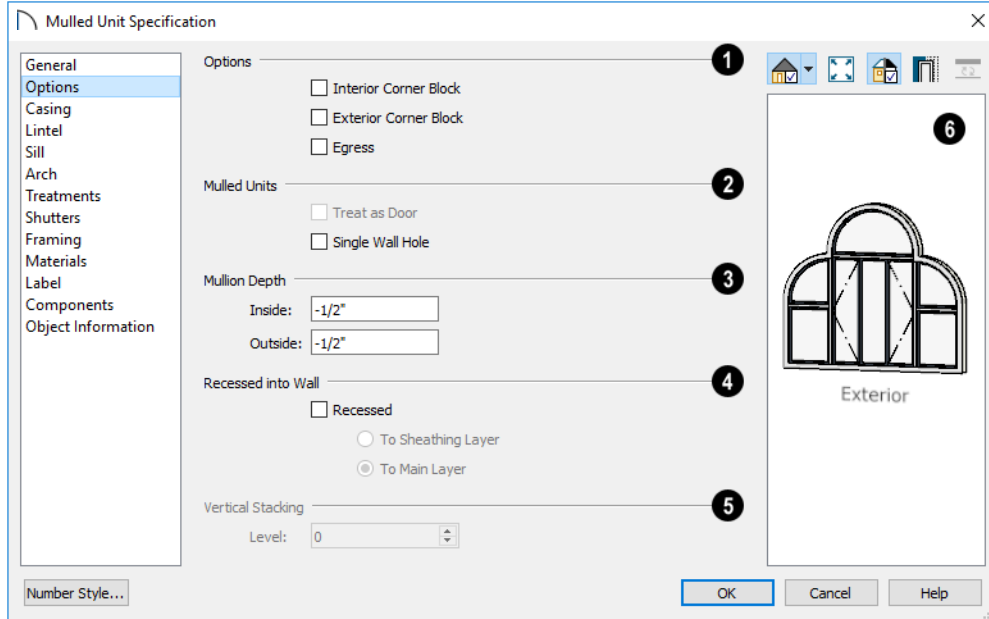 Mulled Unit Specification
General
Options
Casing
Lintel
Sill
Arch
Treatments
Shutters
Framing
Materials
Label
Components
Object Information
Options
1
Interior Corner Block
Exterior Corner Block
Egress
Mulled Units
2
Treat as Door
Single Wall Hole
Mullion Depth
3
Inside: -1/2"
Outside: -1/2"
Recessed into Wall
4
Recessed
To Sheathing Layer
To Main Layer
Vertical Stacking
5
Level: 0
6
Exterior
Number Style...
OK
Cancel
Help